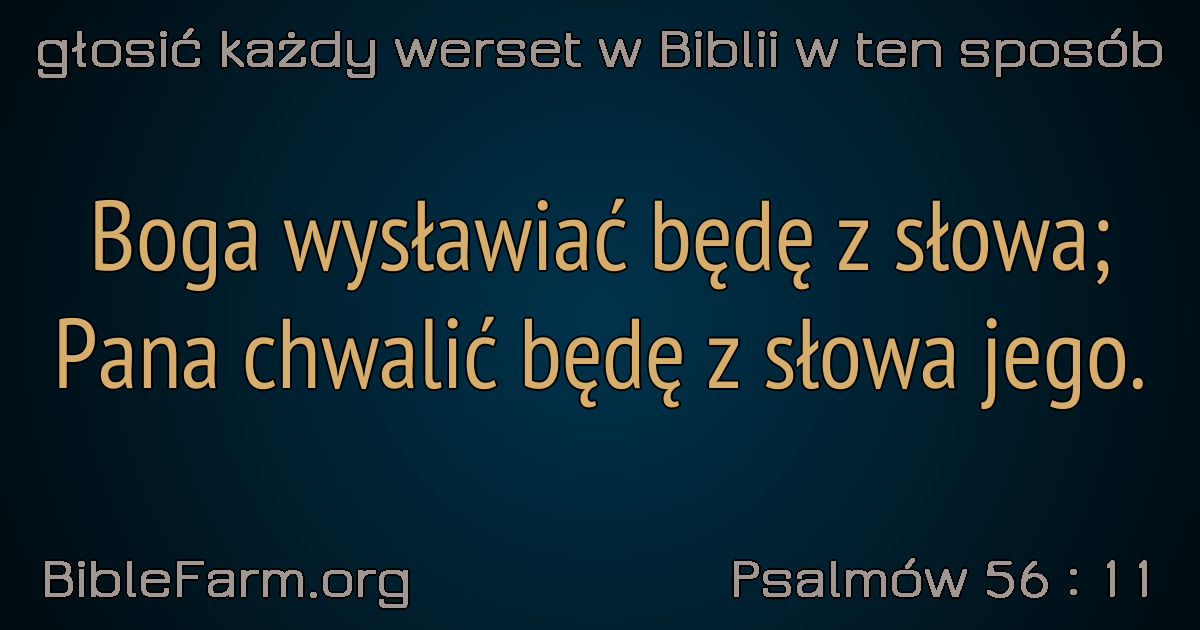 głosić każdy werset w Biblii w ten sposób
Boga wysławiać będę z słowa;
Pana chwalić będę z słowa jego.
BibleFarm.org
Psalmów 56 : 11